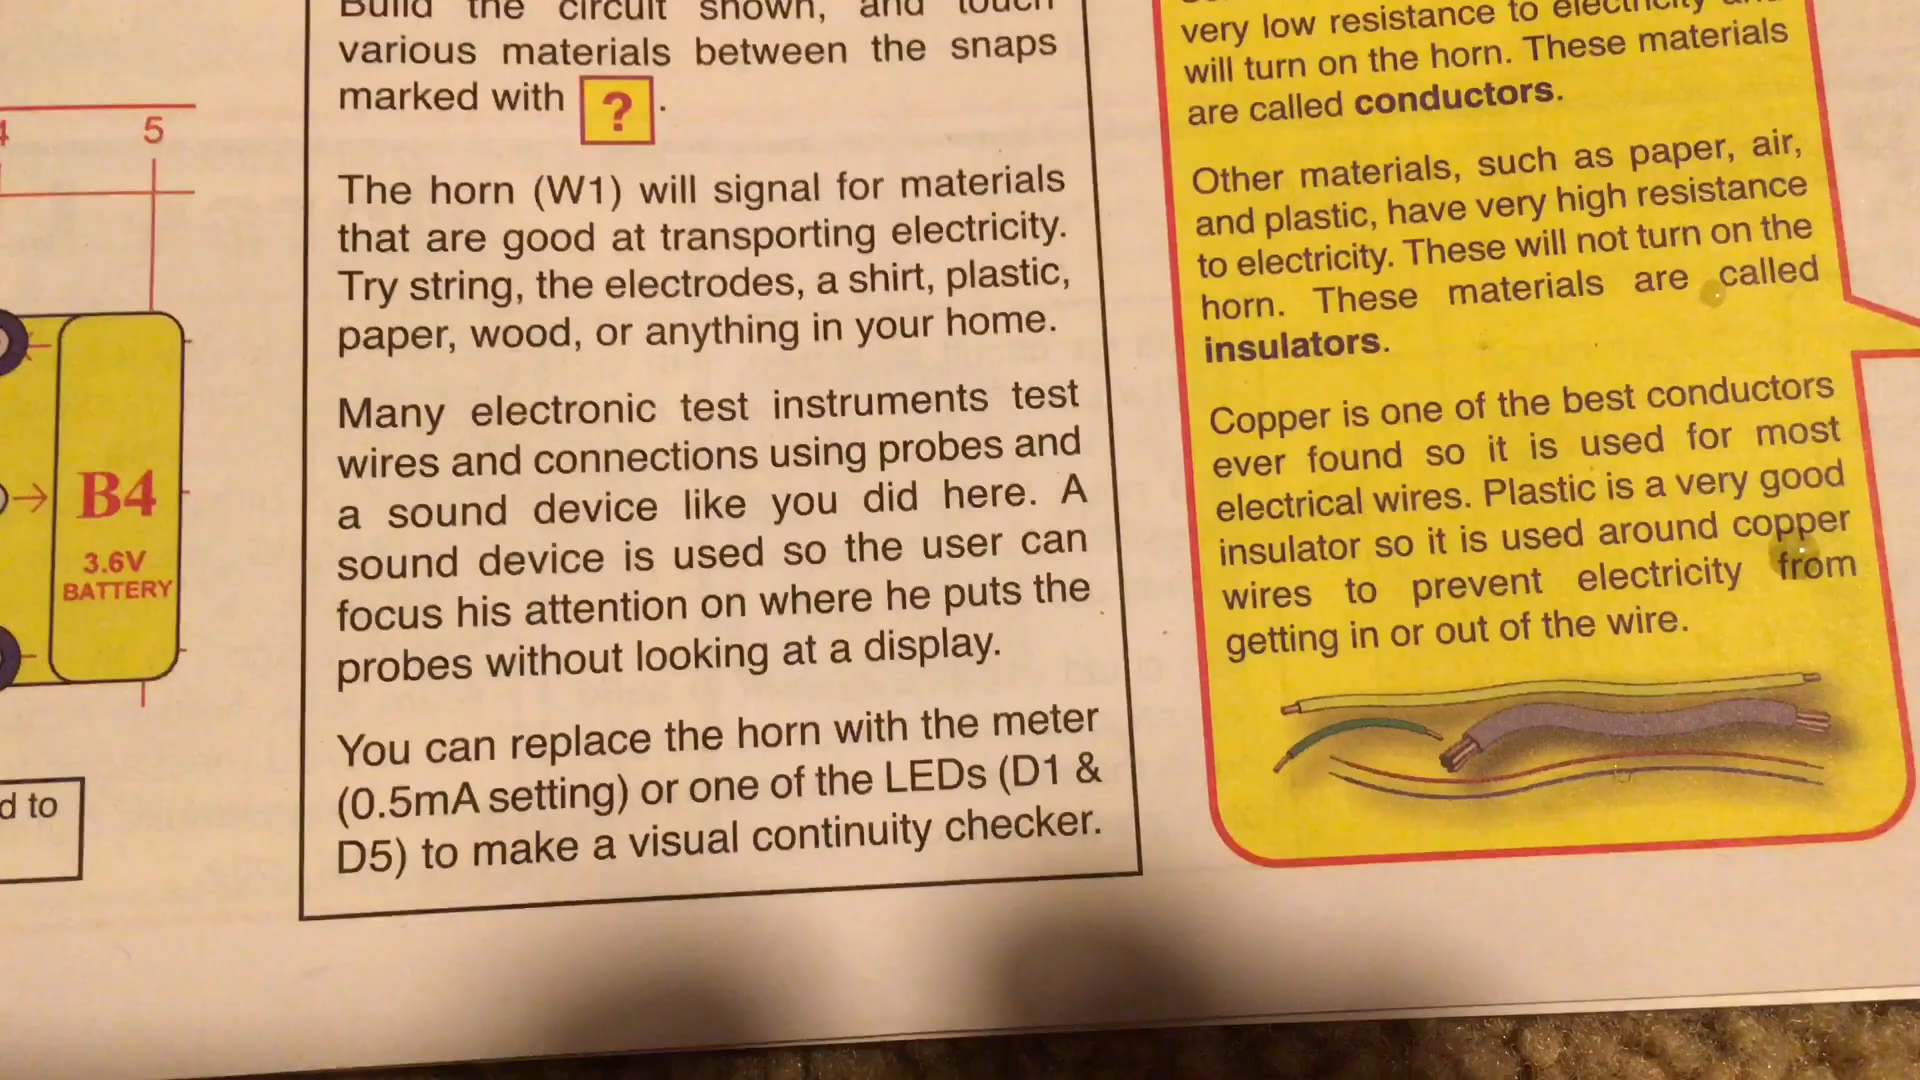 4
5
B4
3.6V
BATTERY
d to
Build the circuit shown, and touch
various materials between the snaps
marked with ? .
The horn (W1) will signal for materials
that are good at transporting electricity.
Try string, the electrodes, a shirt, plastic,
paper, wood, or anything in your home.
Many electronic test instruments test
wires and connections using probes and
a sound device like you did here. A
sound device is used so the user can
focus his attention on where he puts the
probes without looking at a display.
You can replace the horn with the meter
(0.5mA setting) or one of the LEDs (D1 &
D5) to make a visual continuity checker.
very low resistance to electricity and
will turn on the horn. These materials
are called conductors.
Other materials, such as paper, air,
and plastic, have very high resistance
to electricity. These will not turn on the
horn. These materials are called
insulators.
Copper is one of the best conductors
ever found so it is used for most
electrical wires. Plastic is a very good
insulator so it is used around copper
wires to prevent electricity from
getting in or out of the wire.